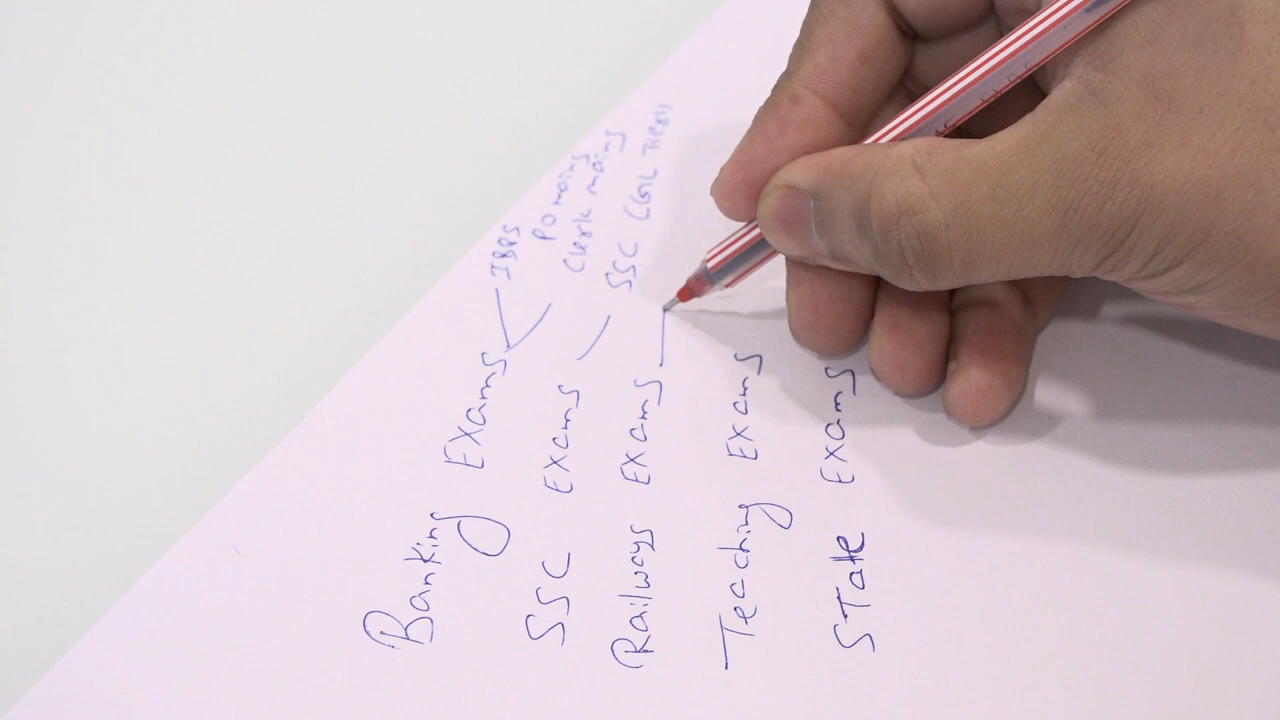 Banking Exams IBPS
PO mains
Clerk mains
SSC Exams SSC CGL Tier II
Railways Exams
Teaching Exams
State Exams